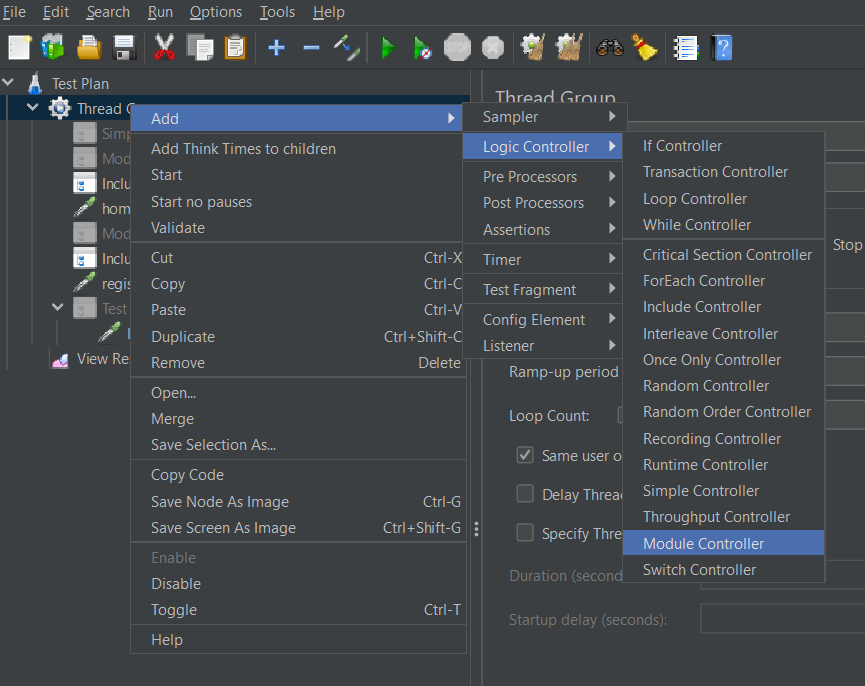 File Edit Search Run Options Tools Help
STOP
Test Plan
Thread G
Simp
Mod
Inclu
hom
Mod
Inclu
regis
Test
View Re
Add
Add Think Times to children
Start
Start no pauses
Validate
Cut Ctrl-X
Copy Ctrl-C
Paste Ctrl-V
Duplicate Ctrl+Shift-C
Remove Delete
Open...
Merge
Save Selection As...
Copy Code
Save Node As Image Ctrl-G
Save Screen As Image Ctrl+Shift-G
Enable
Disable
Toggle Ctrl-T
Help
Thread Group
Sampler
Logic Controller
Pre Processors
Post Processors
Assertions
Timer
Test Fragment
Config Element
Listener
If Controller
Transaction Controller
Loop Controller
While Controller
Critical Section Controller
ForEach Controller
Include Controller
Interleave Controller
Once Only Controller
Random Controller
Random Order Controller
Recording Controller
Runtime Controller
Simple Controller
Throughput Controller
Module Controller
Switch Controller
Stop
Ramp-up period
Loop Count:
Same user o
Delay Threa
Specify Thre
Duration (second
Startup delay (seconds):